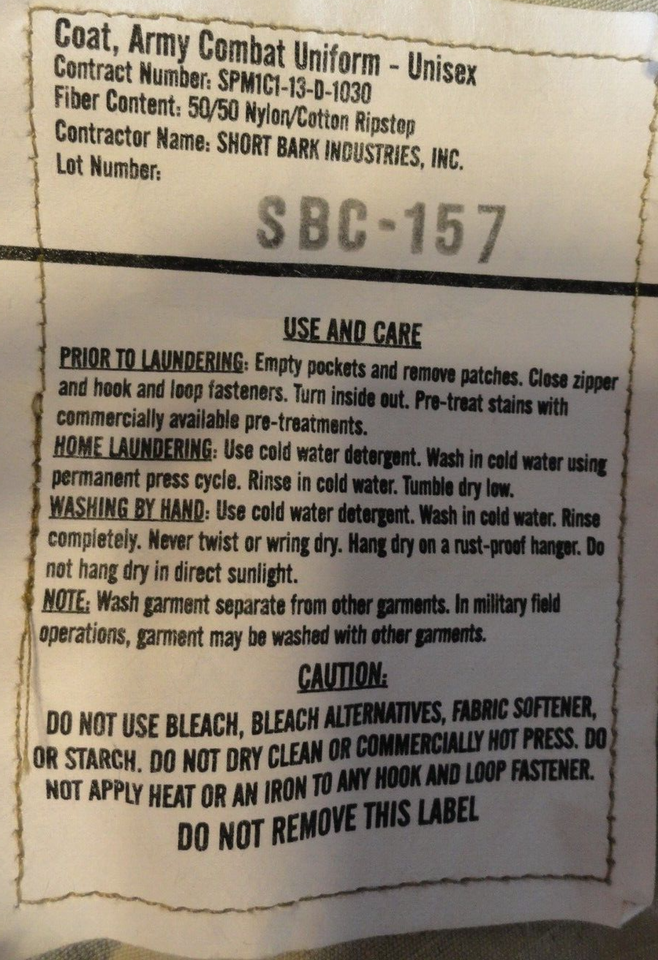 Coat, Army Combat Uniform - Unisex
Contract Number: SPM1C1-13-D-1030
Fiber Content: 50/50 Nylon/Cotton Ripstop
Contractor Name: SHORT BARK INDUSTRIES, INC.
Lot Number:
SBC-157
USE AND CARE
PRIOR TO LAUNDERING: Empty pockets and remove patches. Close zipper
and hook and loop fasteners. Turn inside out. Pre-treat stains with
commercially available pre-treatments.
HOME LAUNDERING: Use cold water detergent. Wash in cold water using
permanent press cycle. Rinse in cold water. Tumble dry low.
WASHING BY HAND: Use cold water detergent. Wash in cold water. Rinse
completely. Never twist or wring dry. Hang dry on a rust-proof hanger. Do
not hang dry in direct sunlight.
NOTE: Wash garment separate from other garments. In military field
operations, garment may be washed with other garments.
CAUTION:
DO NOT USE BLEACH, BLEACH ALTERNATIVES, FABRIC SOFTENER,
OR STARCH. DO NOT DRY CLEAN OR COMMERCIALLY HOT PRESS. DO
NOT APPLY HEAT OR AN IRON TO ANY HOOK AND LOOP FASTENER.
DO NOT REMOVE THIS LABEL